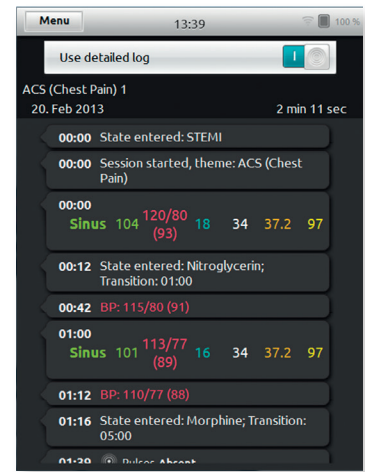 Menu 13:39 100 %
Use detailed log I
ACS (Chest Pain) 1
20. Feb 2013 2 min 11 sec
00:00 State entered: STEMI
00:00 Session started, theme: ACS (Chest
Pain)
00:00
Sinus 104 120/80 18 34 37.2 97
(93)
00:12 State entered: Nitroglycerin;
Transition: 01:00
00:42 BP: 115/80 (91)
01:00
Sinus 101 113/77 16 34 37.2 97
(89)
01:12 BP: 110/77 (88)
01:16 State entered: Morphine; Transition:
05:00
01:39 Pulses Absent